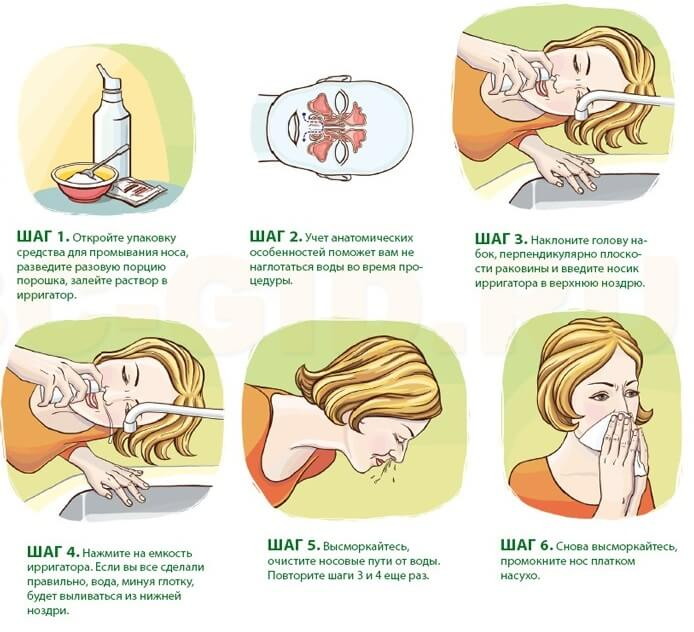 ШАГ 1. Откройте упаковку
средства для промывания носа,
разведите разовую порцию
порошка, залейте раствор в
ирригатор.
ШАГ 2. Учет анатомических
особенностей поможет вам не
наглотаться воды во время про-
цедуры.
ШАГ 3. Наклоните голову на-
бок, перпендикулярно плоско-
сти раковины и введите носик
ирригатора в верхнюю ноздрю.
ШАГ 4. Нажмите на емкость
ирригатора. Если вы все сделали
правильно, вода, минуя глотку,
будет выливаться из нижней
ноздри.
ШАГ 5. Высморкайтесь,
очистите носовые пути от воды.
Повторите шаги 3 и 4 еще раз.
ШАГ 6. Снова высморкайтесь,
промокните нос платком
насухо.